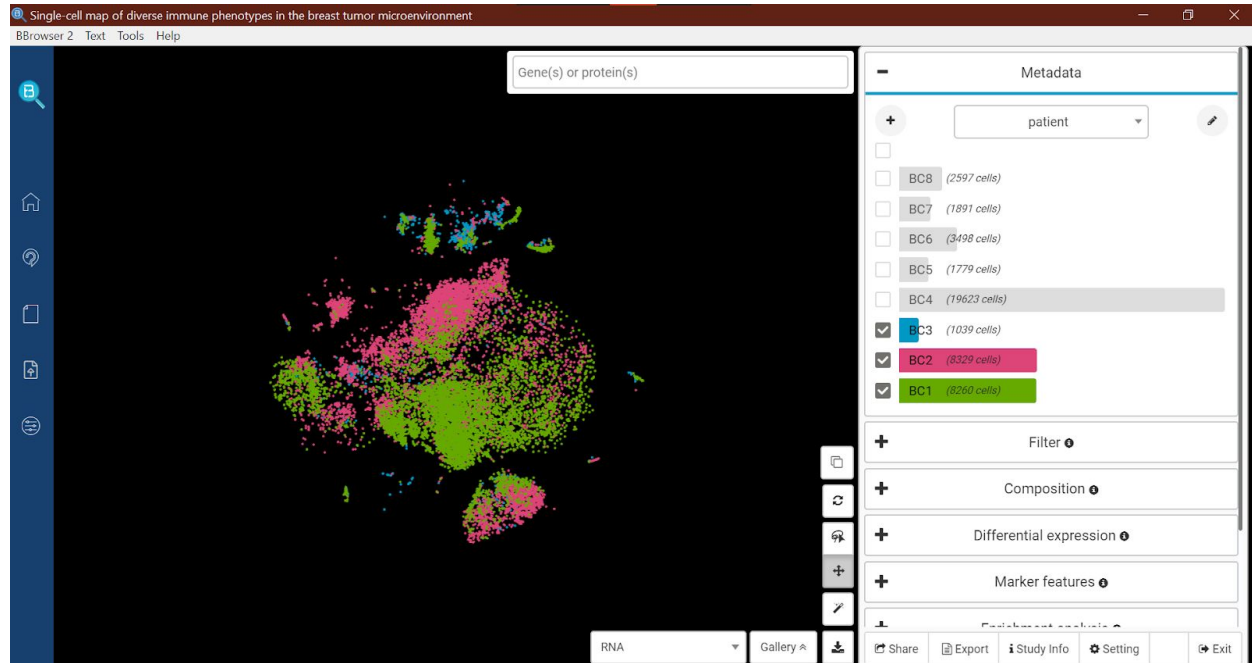 Single-cell map of diverse immune phenotypes in the breast tumor microenvironment
BBrowser 2 Text Tools Help
Gene(s) or protein(s)
Metadata
patient
BC8 (2597 cells)
BC7 (1891 cells)
BC6 (3498 cells)
BC5 (1779 cells)
BC4 (19623 cells)
BC3 (1039 cells)
BC2 (8329 cells)
BC1 (8260 cells)
Filter
Composition
Differential expression
Marker features
Enrichment analysis
RNA
Gallery
Share Export Study Info Setting Exit